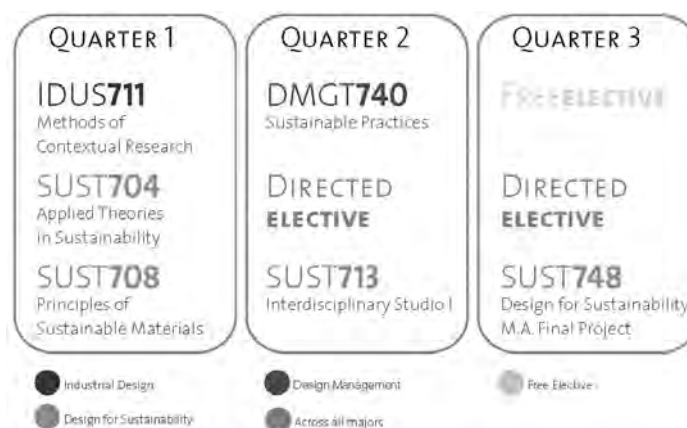 QUARTER 1
IDUS711
Methods of
Contextual Research
SUST704
Applied Theories
in Sustainability
SUST708
Principles of
Sustainable Materials
QUARTER 2
DMGT740
Sustainable Practices
DIRECTED
ELECTIVE
SUST713
Interdisciplinary Studio I
QUARTER 3
FREEELECTIVE
DIRECTED
ELECTIVE
SUST748
Design for Sustainability
M.A. Final Project
Industrial Design
Design Management
Free Elective
Design for Sustainability
Across all majors